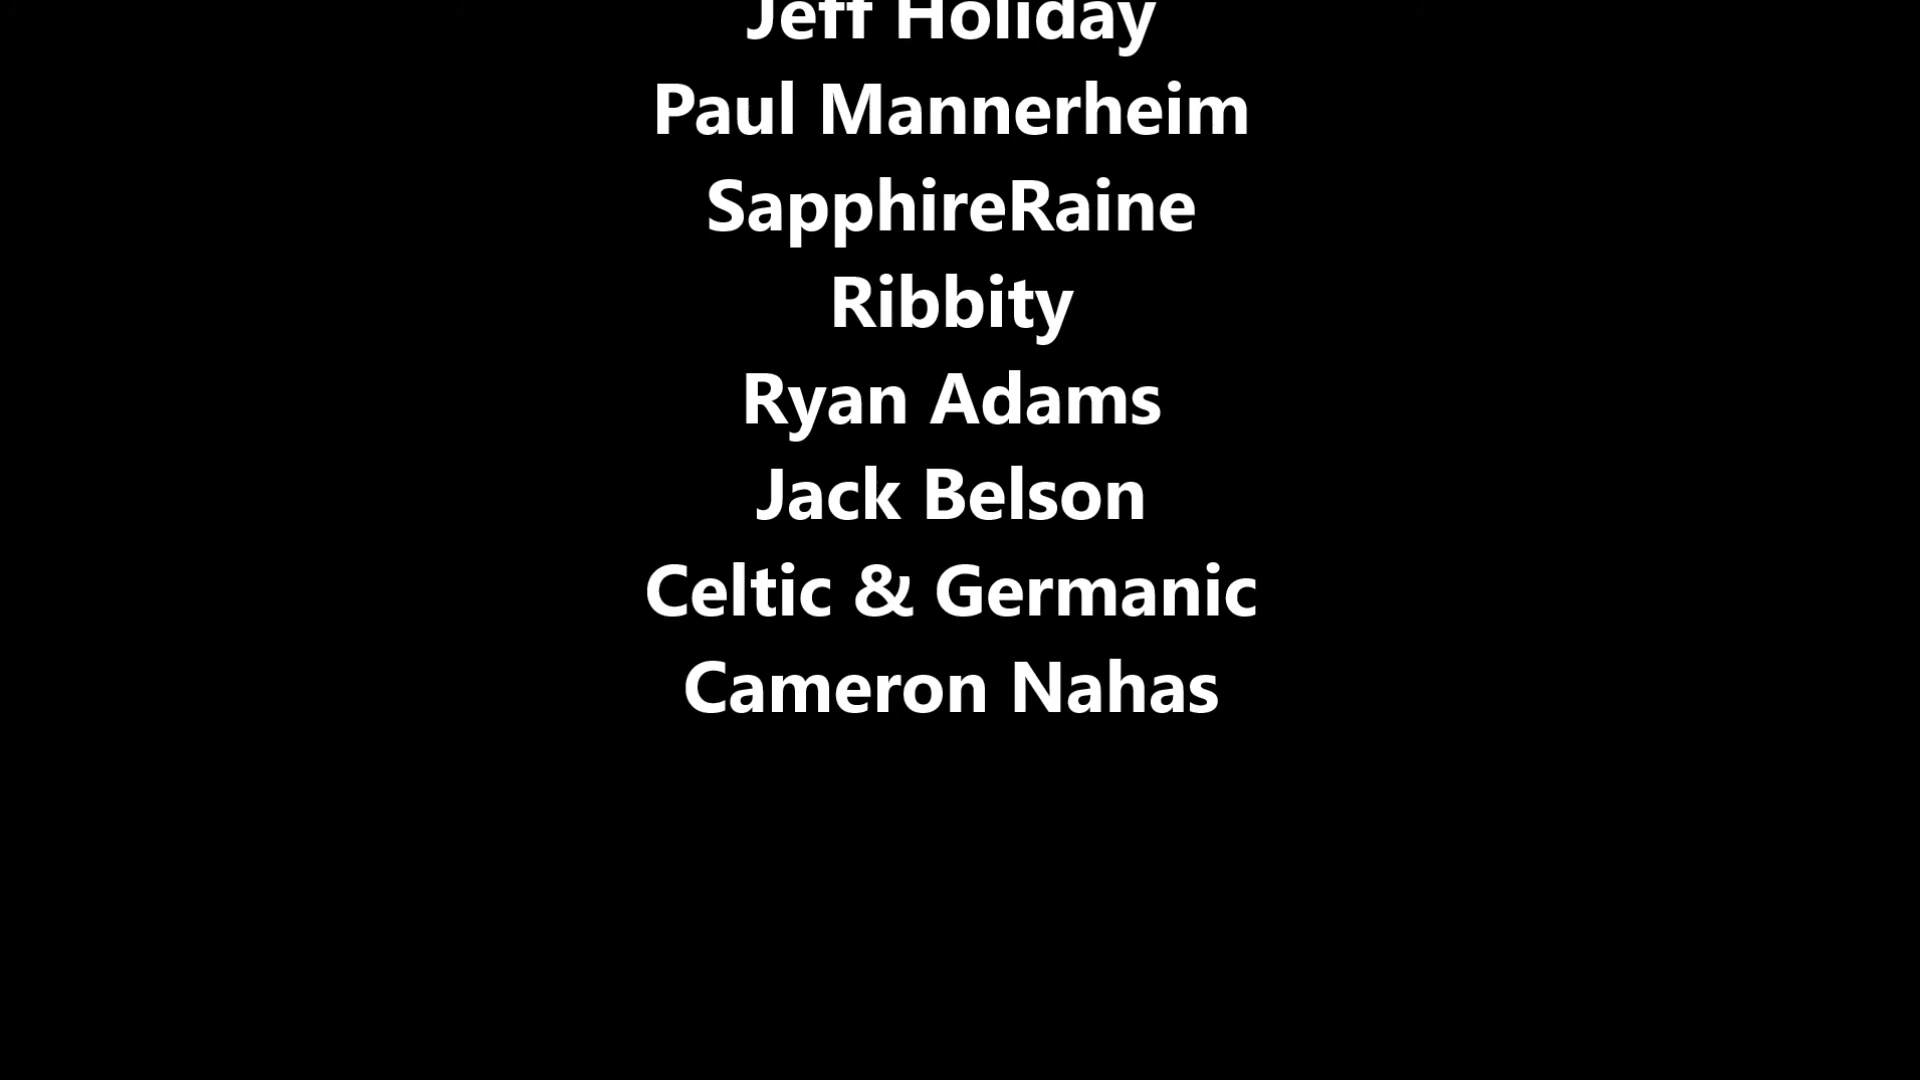 Jeff Holiday
Paul Mannerheim
SapphireRaine
Ribbity
Ryan Adams
Jack Belson
Celtic & Germanic
Cameron Nahas